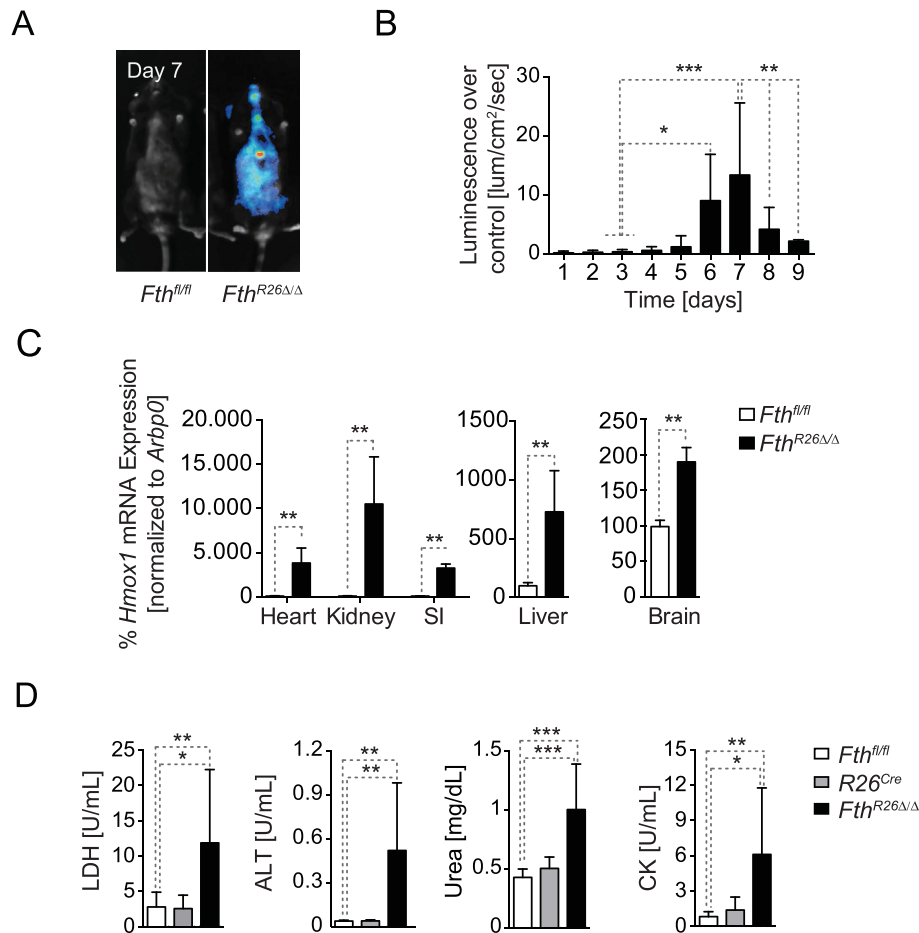 A
Day 7
Fth^fl/fl
Fth^R26Δ/Δ
B
Luminescence over
control [lum/cm²/sec]
30
20
10
0
***
**
*
1 2 3 4 5 6 7 8 9
Time [days]
C
% Hmox1 mRNA Expression
[normalized to Arbp0]
20.000
15.000
10.000
5.000
0
**
**
**
Heart Kidney SI
1500
1000
500
0
**
Liver
250
200
150
100
50
0
**
Brain
Fth^fl/fl
Fth^R26Δ/Δ
D
LDH [U/mL]
25
20
15
10
5
0
**
*
ALT [U/mL]
1.2
0.9
0.6
0.3
0
**
**
Urea [mg/dL]
1.5
1
0.5
0
***
***
CK [U/mL]
15
12
9
6
3
0
**
*
Fth^fl/fl
R26^Cre
Fth^R26Δ/Δ